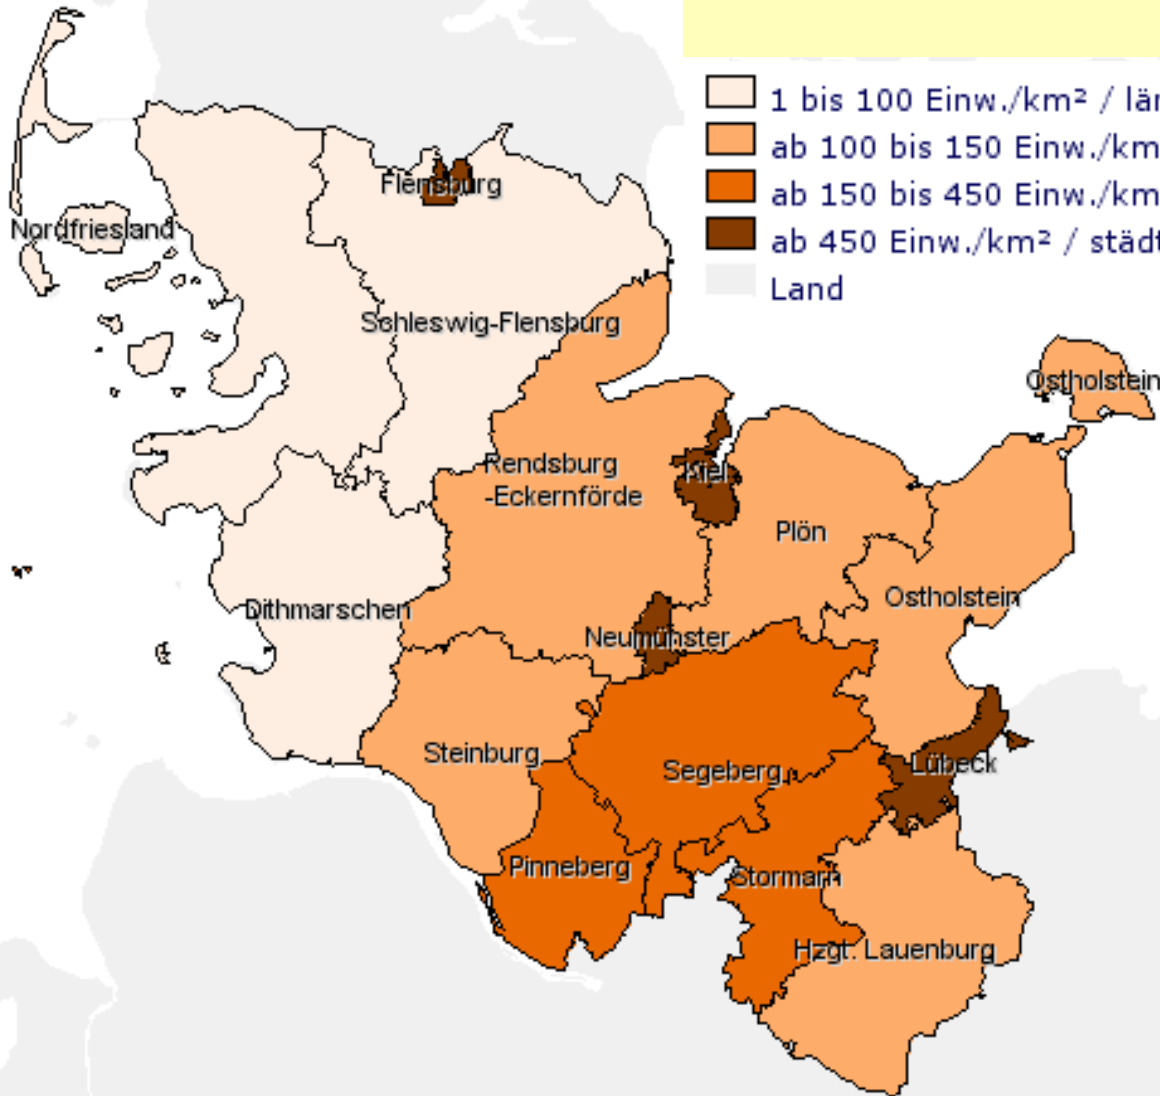 1 bis 100 Einw./km² / län
ab 100 bis 150 Einw./km
ab 150 bis 450 Einw./km
ab 450 Einw./km² / städt
Land
Flensburg
Nordfriesland
Schleswig-Flensburg
Ostholstein
Rendsburg
-Eckernförde
Kiel
Plön
Ostholstein
Dithmarschen
Neumünster
Steinburg
Segeberg
Lübeck
Pinneberg
Stormarn
Hzgt. Lauenburg